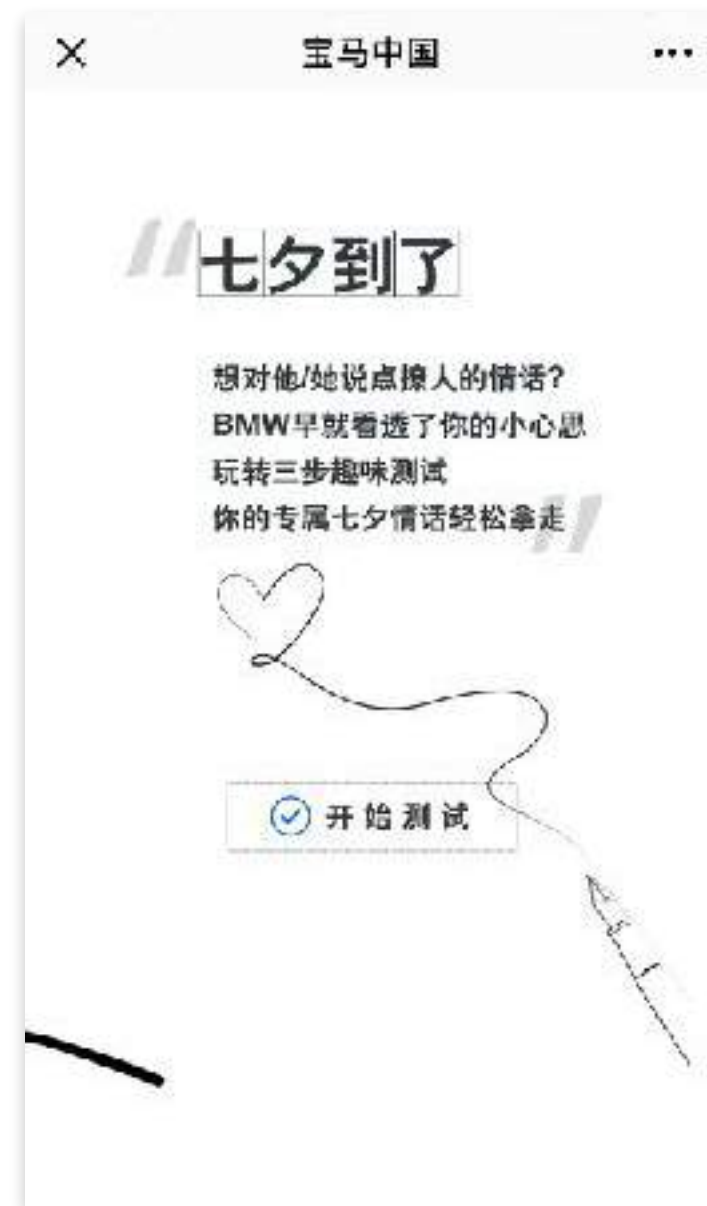 宝马中国
七夕到了
想对他/她说点撩人的情话?
BMW早就看透了你的小心思
玩转三步趣味测试
你的专属七夕情话轻松拿走
开始测试